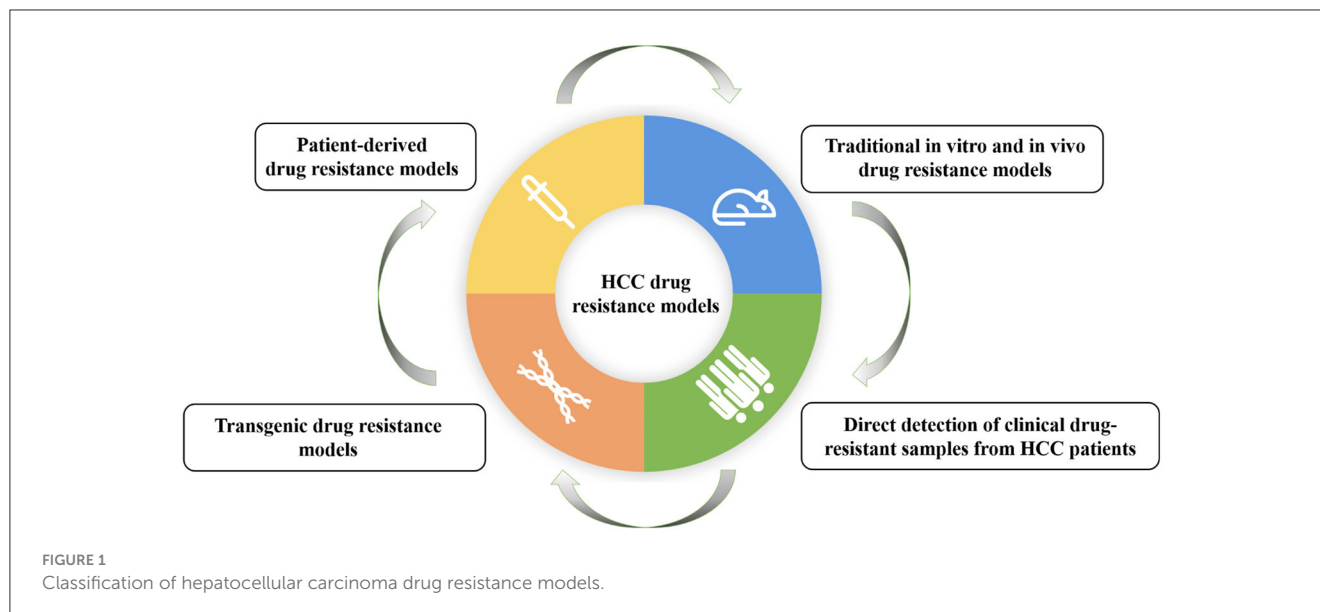 Patient-derived
drug resistance models
Traditional in vitro and in vivo
drug resistance models
HCC drug
resistance models
Transgenic drug resistance
models
Direct detection of clinical drug-
resistant samples from HCC patients
FIGURE 1
Classification of hepatocellular carcinoma drug resistance models.